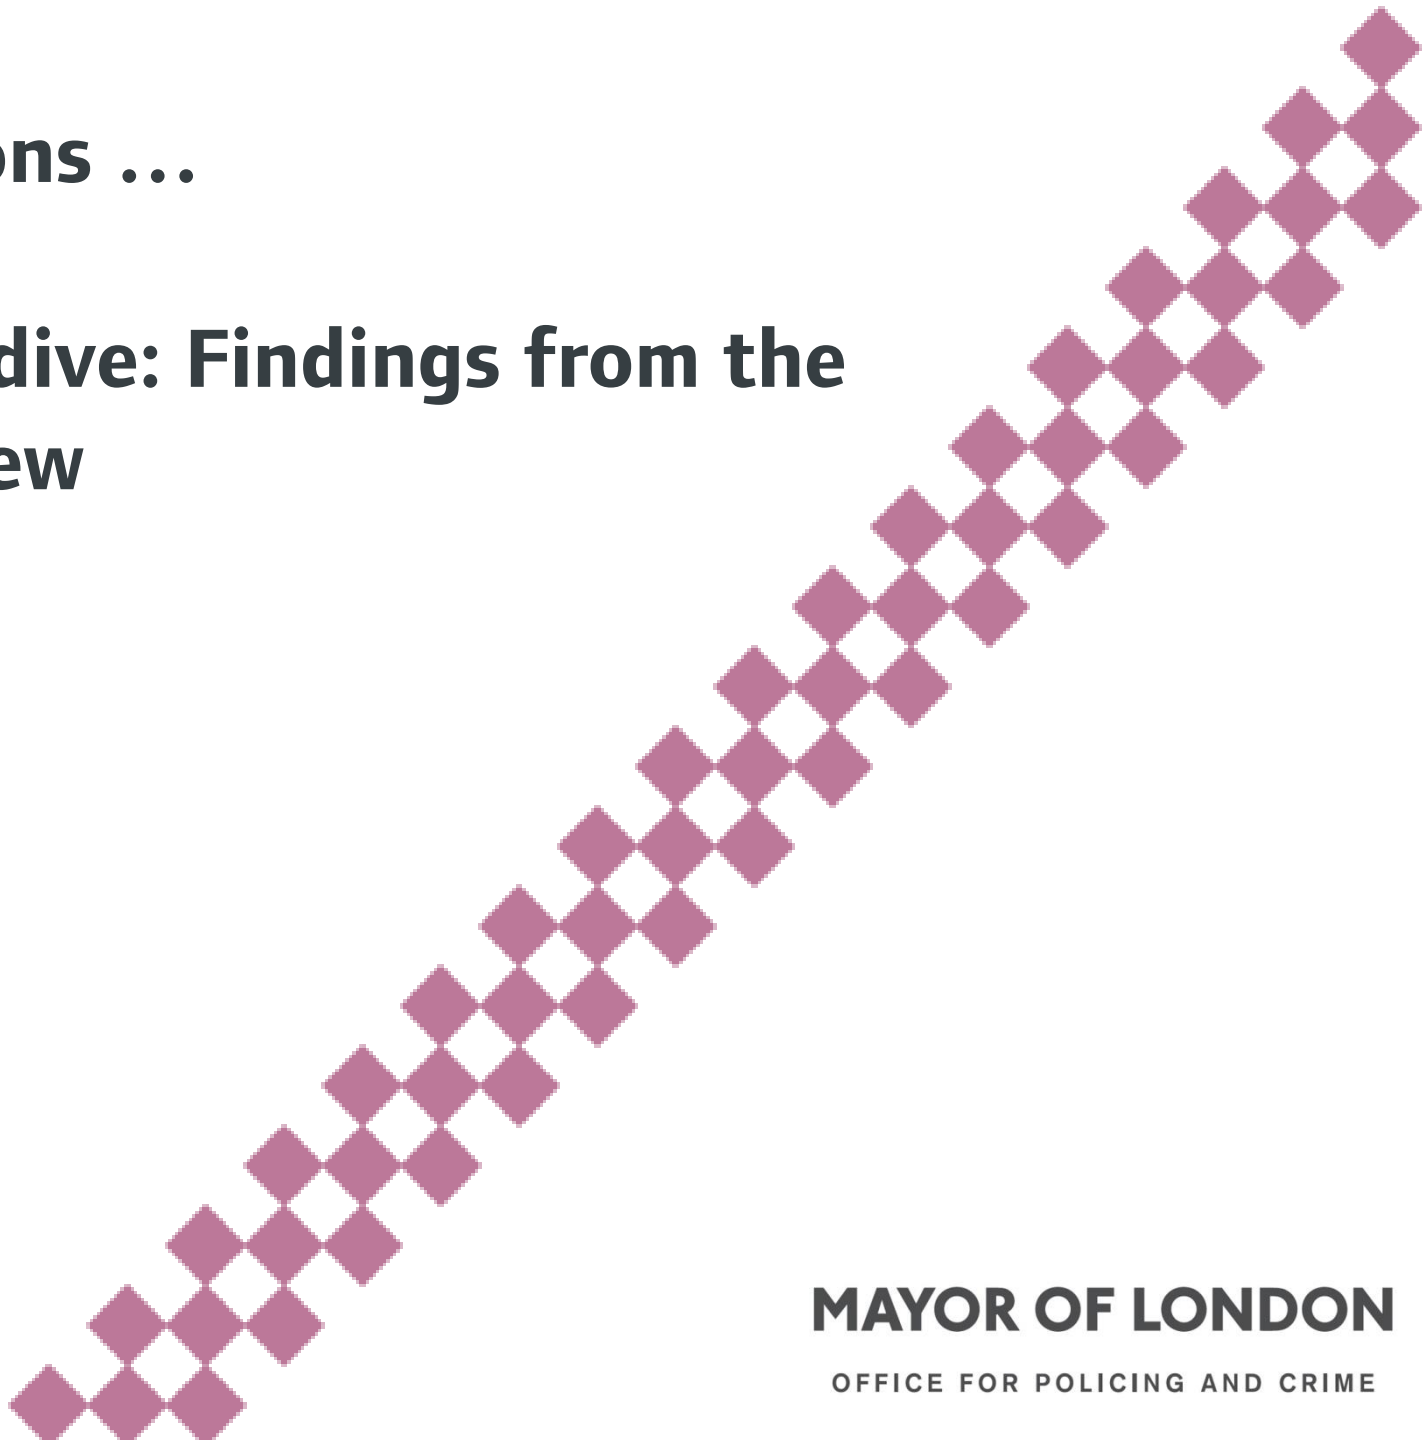 ons …
dive: Findings from the
ew
MAYOR OF LONDON
OFFICE FOR POLICING AND CRIME